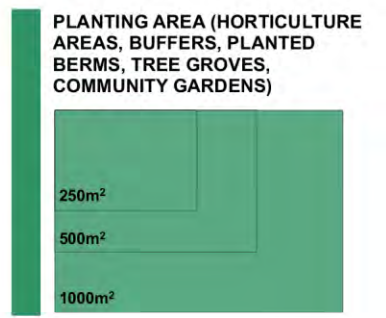 PLANTING AREA (HORTICULTURE
AREAS, BUFFERS, PLANTED
BERMS, TREE GROVES,
COMMUNITY GARDENS)
250m²
500m²
1000m²